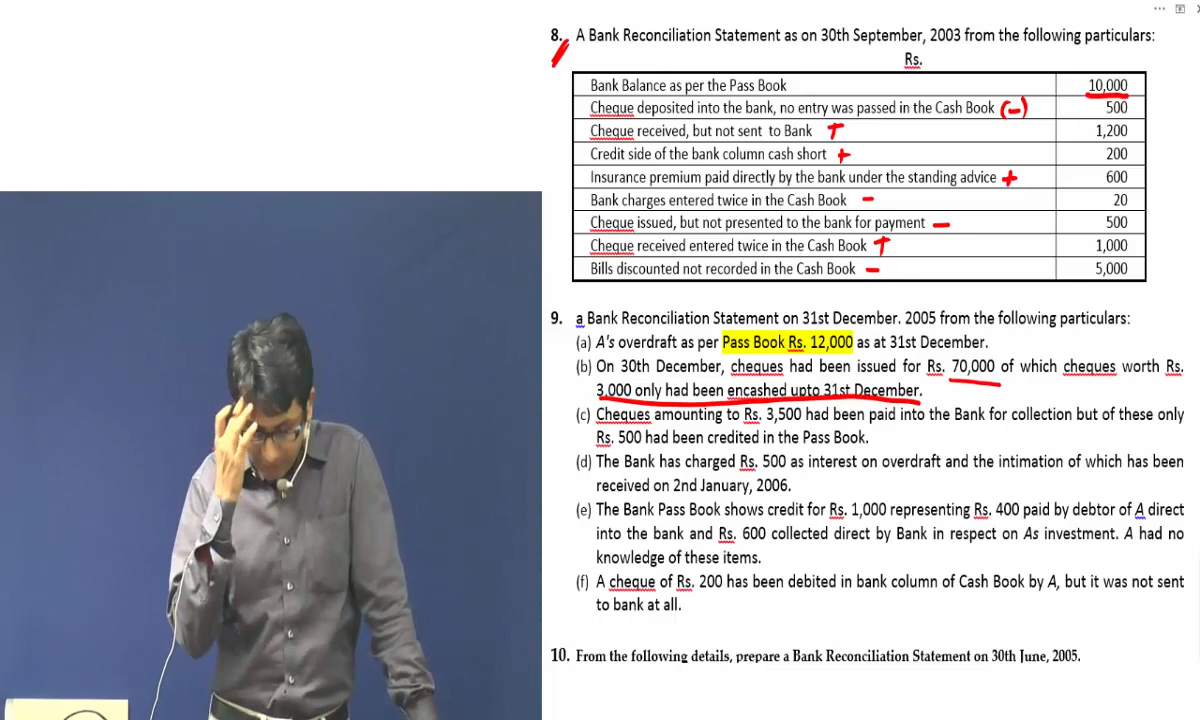 8. A Bank Reconciliation Statement as on 30th September, 2003 from the following particulars:
Rs.
Bank Balance as per the Pass Book 10,000
Cheque deposited into the bank, no entry was passed in the Cash Book (-) 500
Cheque received, but not sent to Bank + 1,200
Credit side of the bank column cash short + 200
Insurance premium paid directly by the bank under the standing advice + 600
Bank charges entered twice in the Cash Book - 20
Cheque issued, but not presented to the bank for payment - 500
Cheque received entered twice in the Cash Book + 1,000
Bills discounted not recorded in the Cash Book - 5,000
9. a Bank Reconciliation Statement on 31st December. 2005 from the following particulars:
(a) A's overdraft as per Pass Book Rs. 12,000 as at 31st December.
(b) On 30th December, cheques had been issued for Rs. 70,000 of which cheques worth Rs.
3,000 only had been encashed upto 31st December.
(c) Cheques amounting to Rs. 3,500 had been paid into the Bank for collection but of these only
Rs. 500 had been credited in the Pass Book.
(d) The Bank has charged Rs. 500 as interest on overdraft and the intimation of which has been
received on 2nd January, 2006.
(e) The Bank Pass Book shows credit for Rs. 1,000 representing Rs. 400 paid by debtor of A direct
into the bank and Rs. 600 collected direct by Bank in respect on As investment. A had no
knowledge of these items.
(f) A cheque of Rs. 200 has been debited in bank column of Cash Book by A, but it was not sent
to bank at all.
10. From the following details, prepare a Bank Reconciliation Statement on 30th June, 2005.